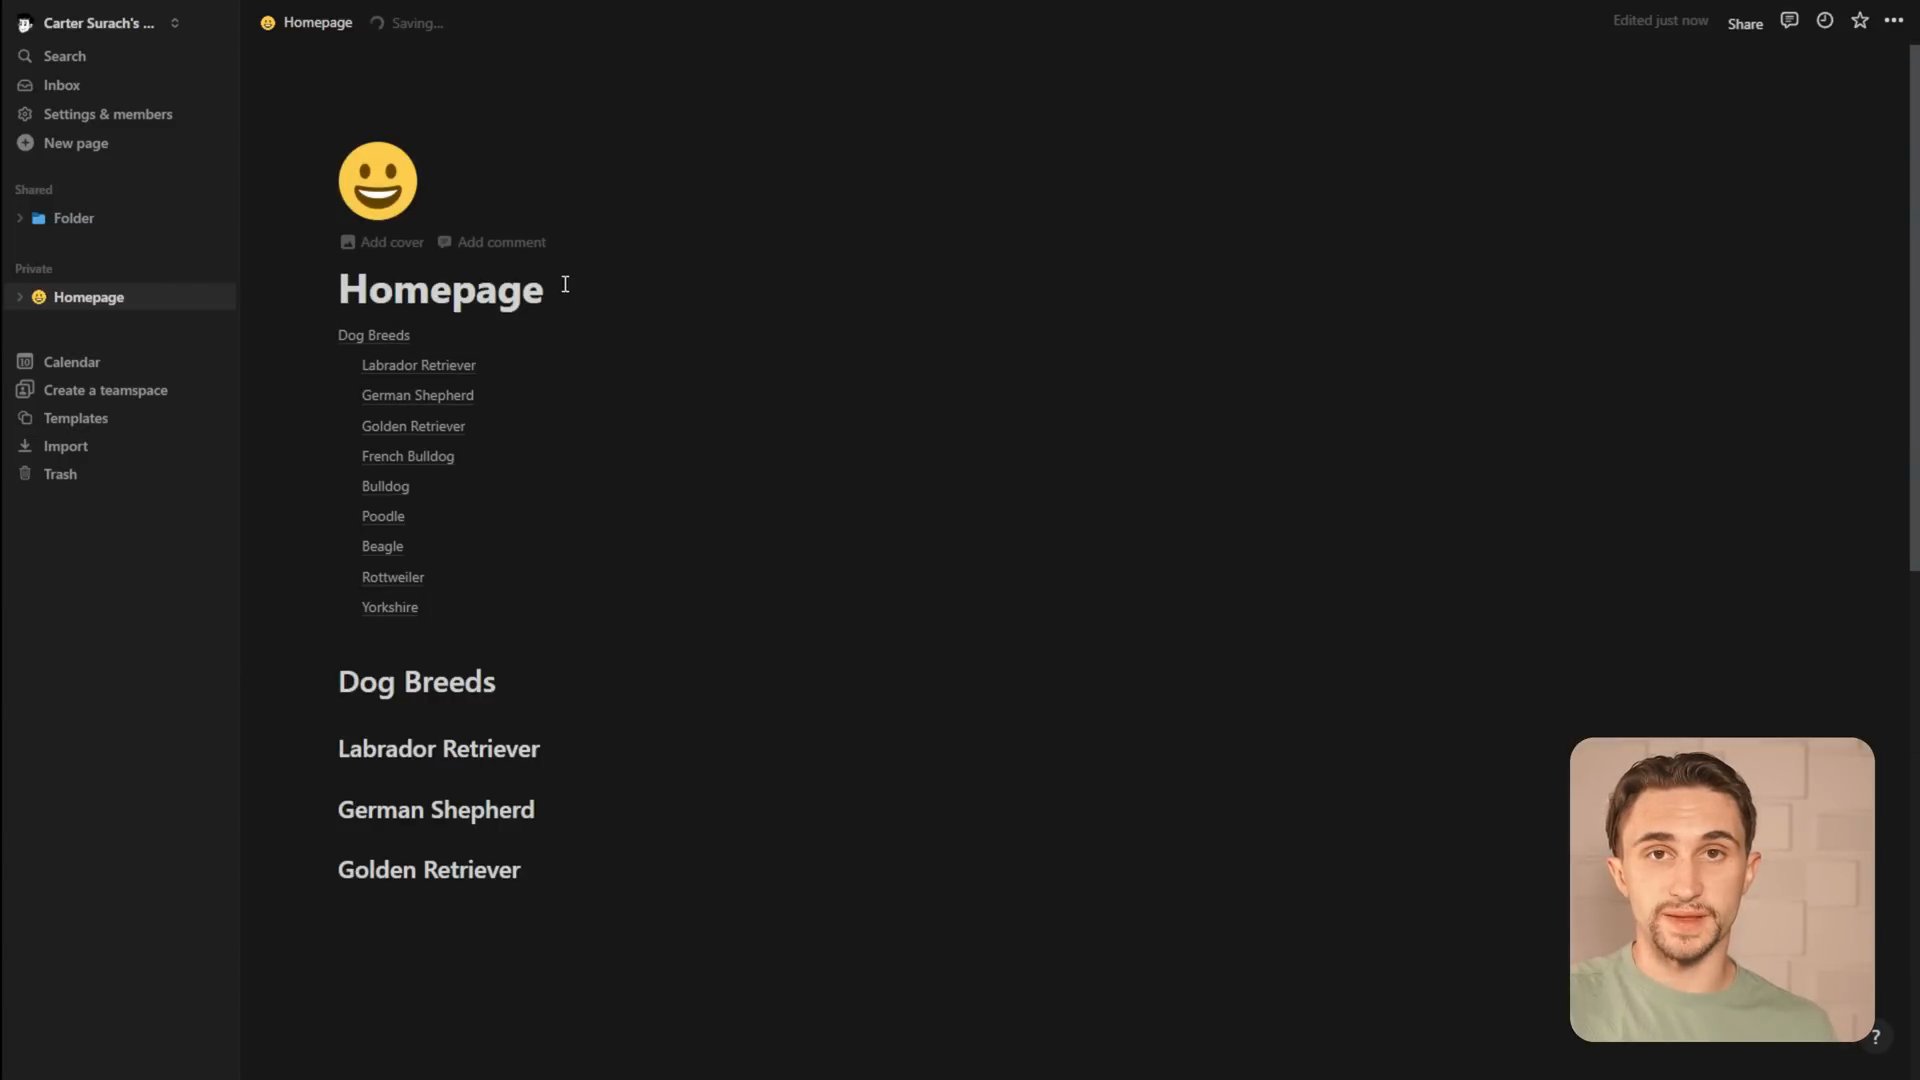 Carter Surach's ...
Search
Inbox
Settings & members
New page
Shared
Folder
Private
Homepage
Calendar
Create a teamspace
Templates
Import
Trash
Homepage
Saving...
Edited just now
Share
Add cover
Add comment
Homepage
Dog Breeds
Labrador Retriever
German Shepherd
Golden Retriever
French Bulldog
Bulldog
Poodle
Beagle
Rottweiler
Yorkshire
Dog Breeds
Labrador Retriever
German Shepherd
Golden Retriever
?